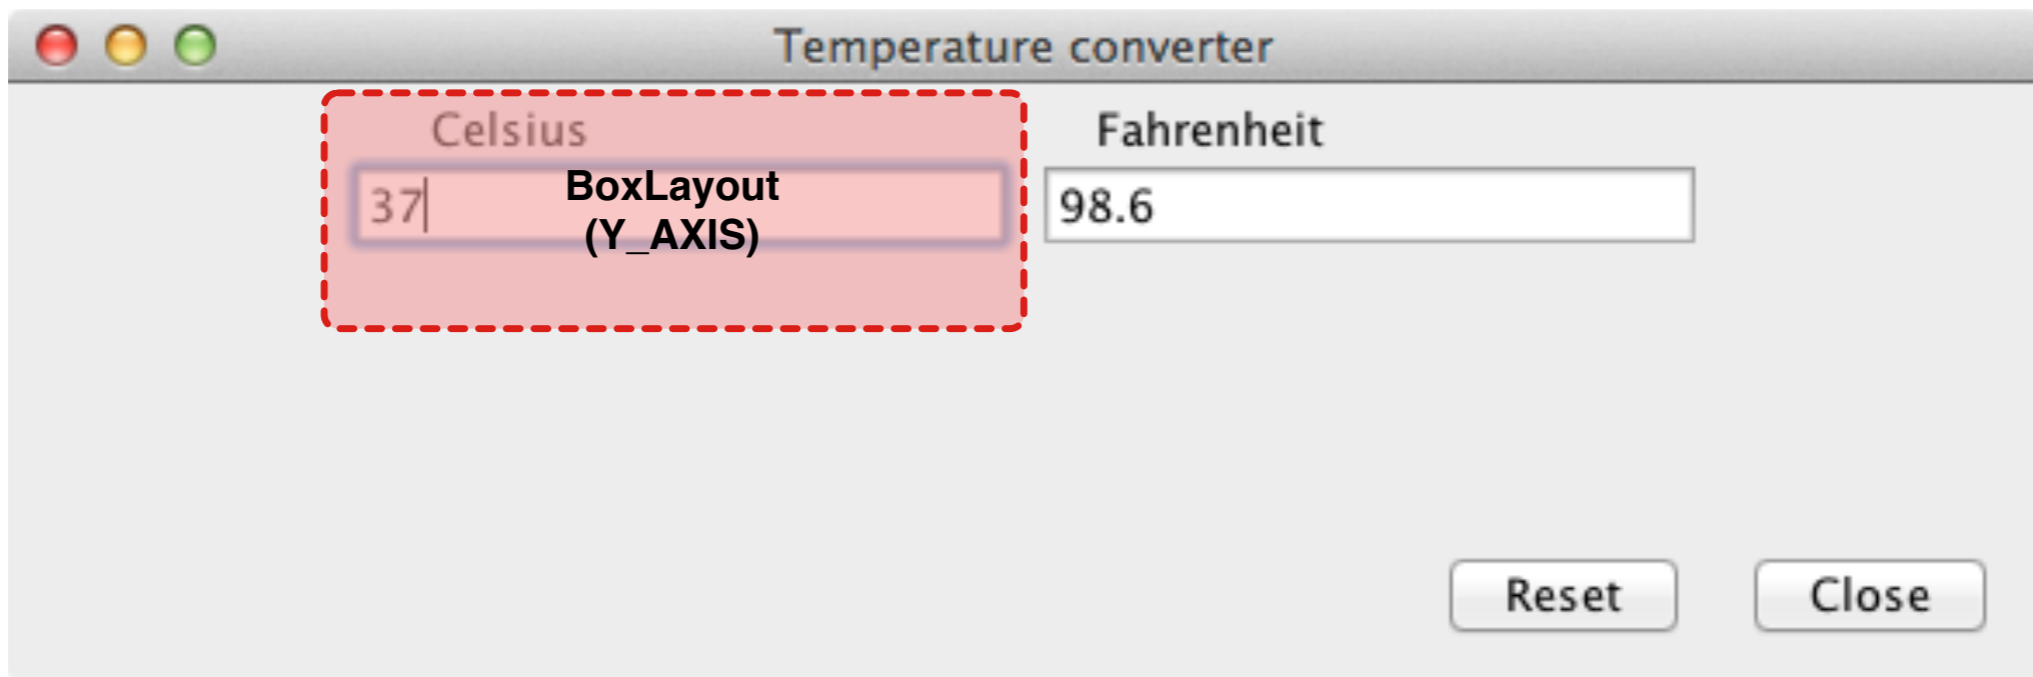 Temperature converter
Celsius Fahrenheit
37 BoxLayout 98.6
(Y_AXIS)
Reset Close